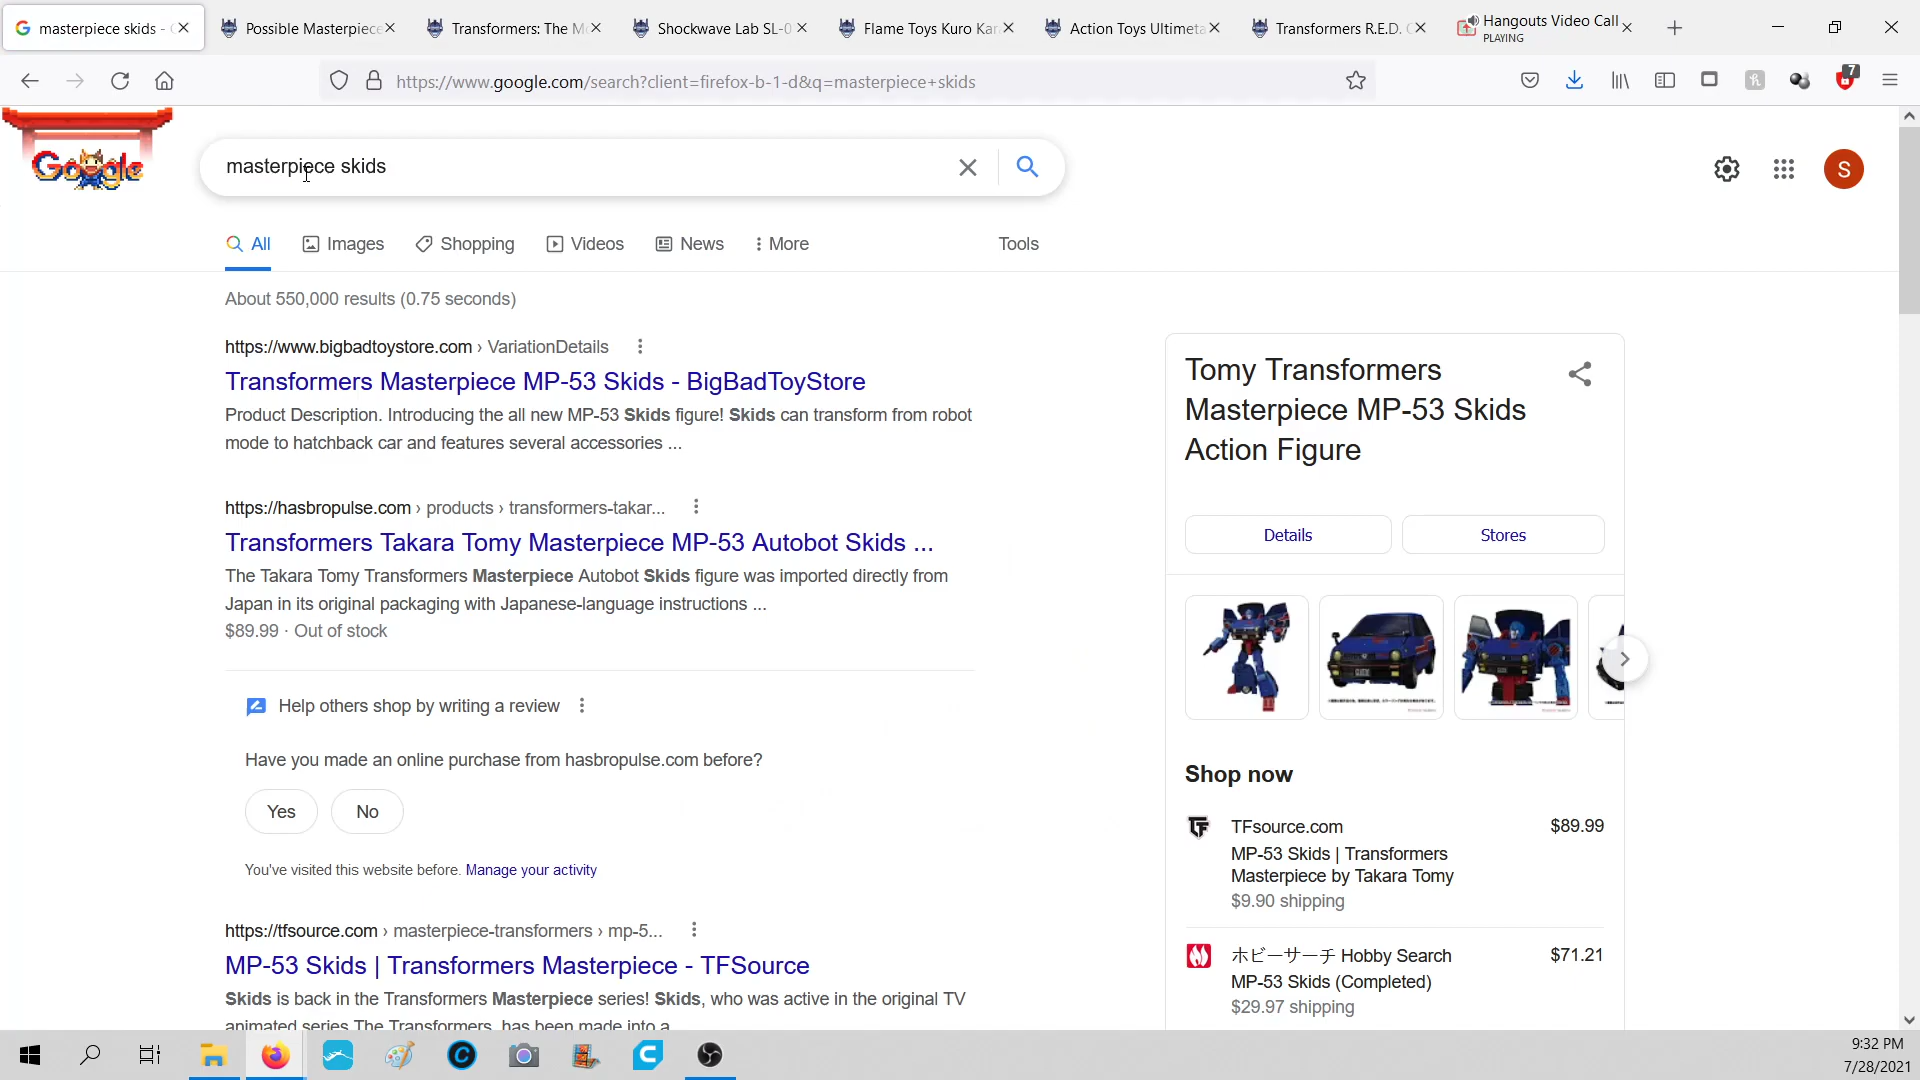 masterpiece skids -
Possible Masterpiece
Transformers: The M
Shockwave Lab SL-0
Flame Toys Kuro Kar
Action Toys Ultimeta
Transformers R.E.D.
Hangouts Video Call
PLAYING
https://www.google.com/search?client=firefox-b-1-d&q=masterpiece+skids
7
Google
masterpiece skids
S
All
Images
Shopping
Videos
News
More
Tools
About 550,000 results (0.75 seconds)
https://www.bigbadtoystore.com › VariationDetails
Transformers Masterpiece MP-53 Skids - BigBadToyStore
Product Description. Introducing the all new MP-53 Skids figure! Skids can transform from robot
mode to hatchback car and features several accessories ...
https://hasbropulse.com › products › transformers-takar...
Transformers Takara Tomy Masterpiece MP-53 Autobot Skids ...
The Takara Tomy Transformers Masterpiece Autobot Skids figure was imported directly from
Japan in its original packaging with Japanese-language instructions ...
$89.99 · Out of stock
Help others shop by writing a review
Have you made an online purchase from hasbropulse.com before?
Yes
No
You've visited this website before. Manage your activity
https://tfsource.com › masterpiece-transformers › mp-5...
MP-53 Skids | Transformers Masterpiece - TFSource
Skids is back in the Transformers Masterpiece series! Skids, who was active in the original TV
animated series The Transformers, has been made into a
Tomy Transformers
Masterpiece MP-53 Skids
Action Figure
Details
Stores
Shop now
TFsource.com
$89.99
MP-53 Skids | Transformers
Masterpiece by Takara Tomy
$9.90 shipping
ホビーサーチ Hobby Search
$71.21
MP-53 Skids (Completed)
$29.97 shipping
9:32 PM
7/28/2021